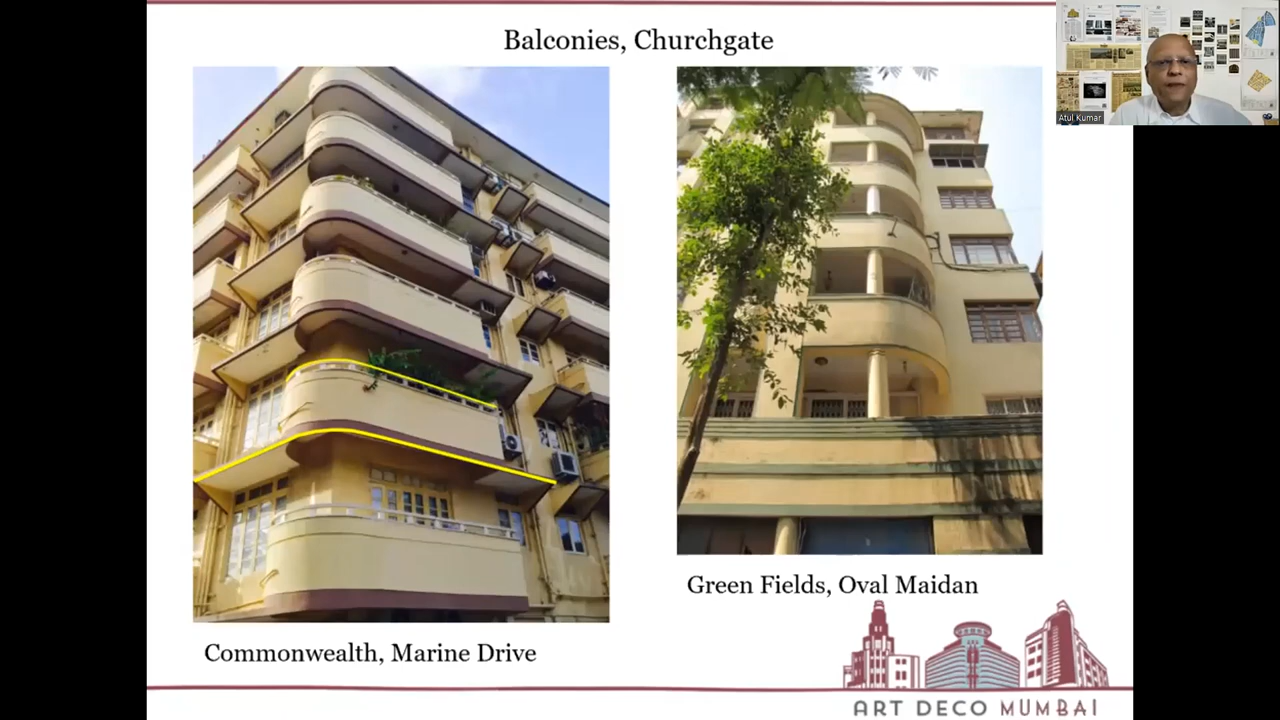 Balconies, Churchgate
Atul Kumar
Green Fields, Oval Maidan
Commonwealth, Marine Drive
ART DECO MUMBAI